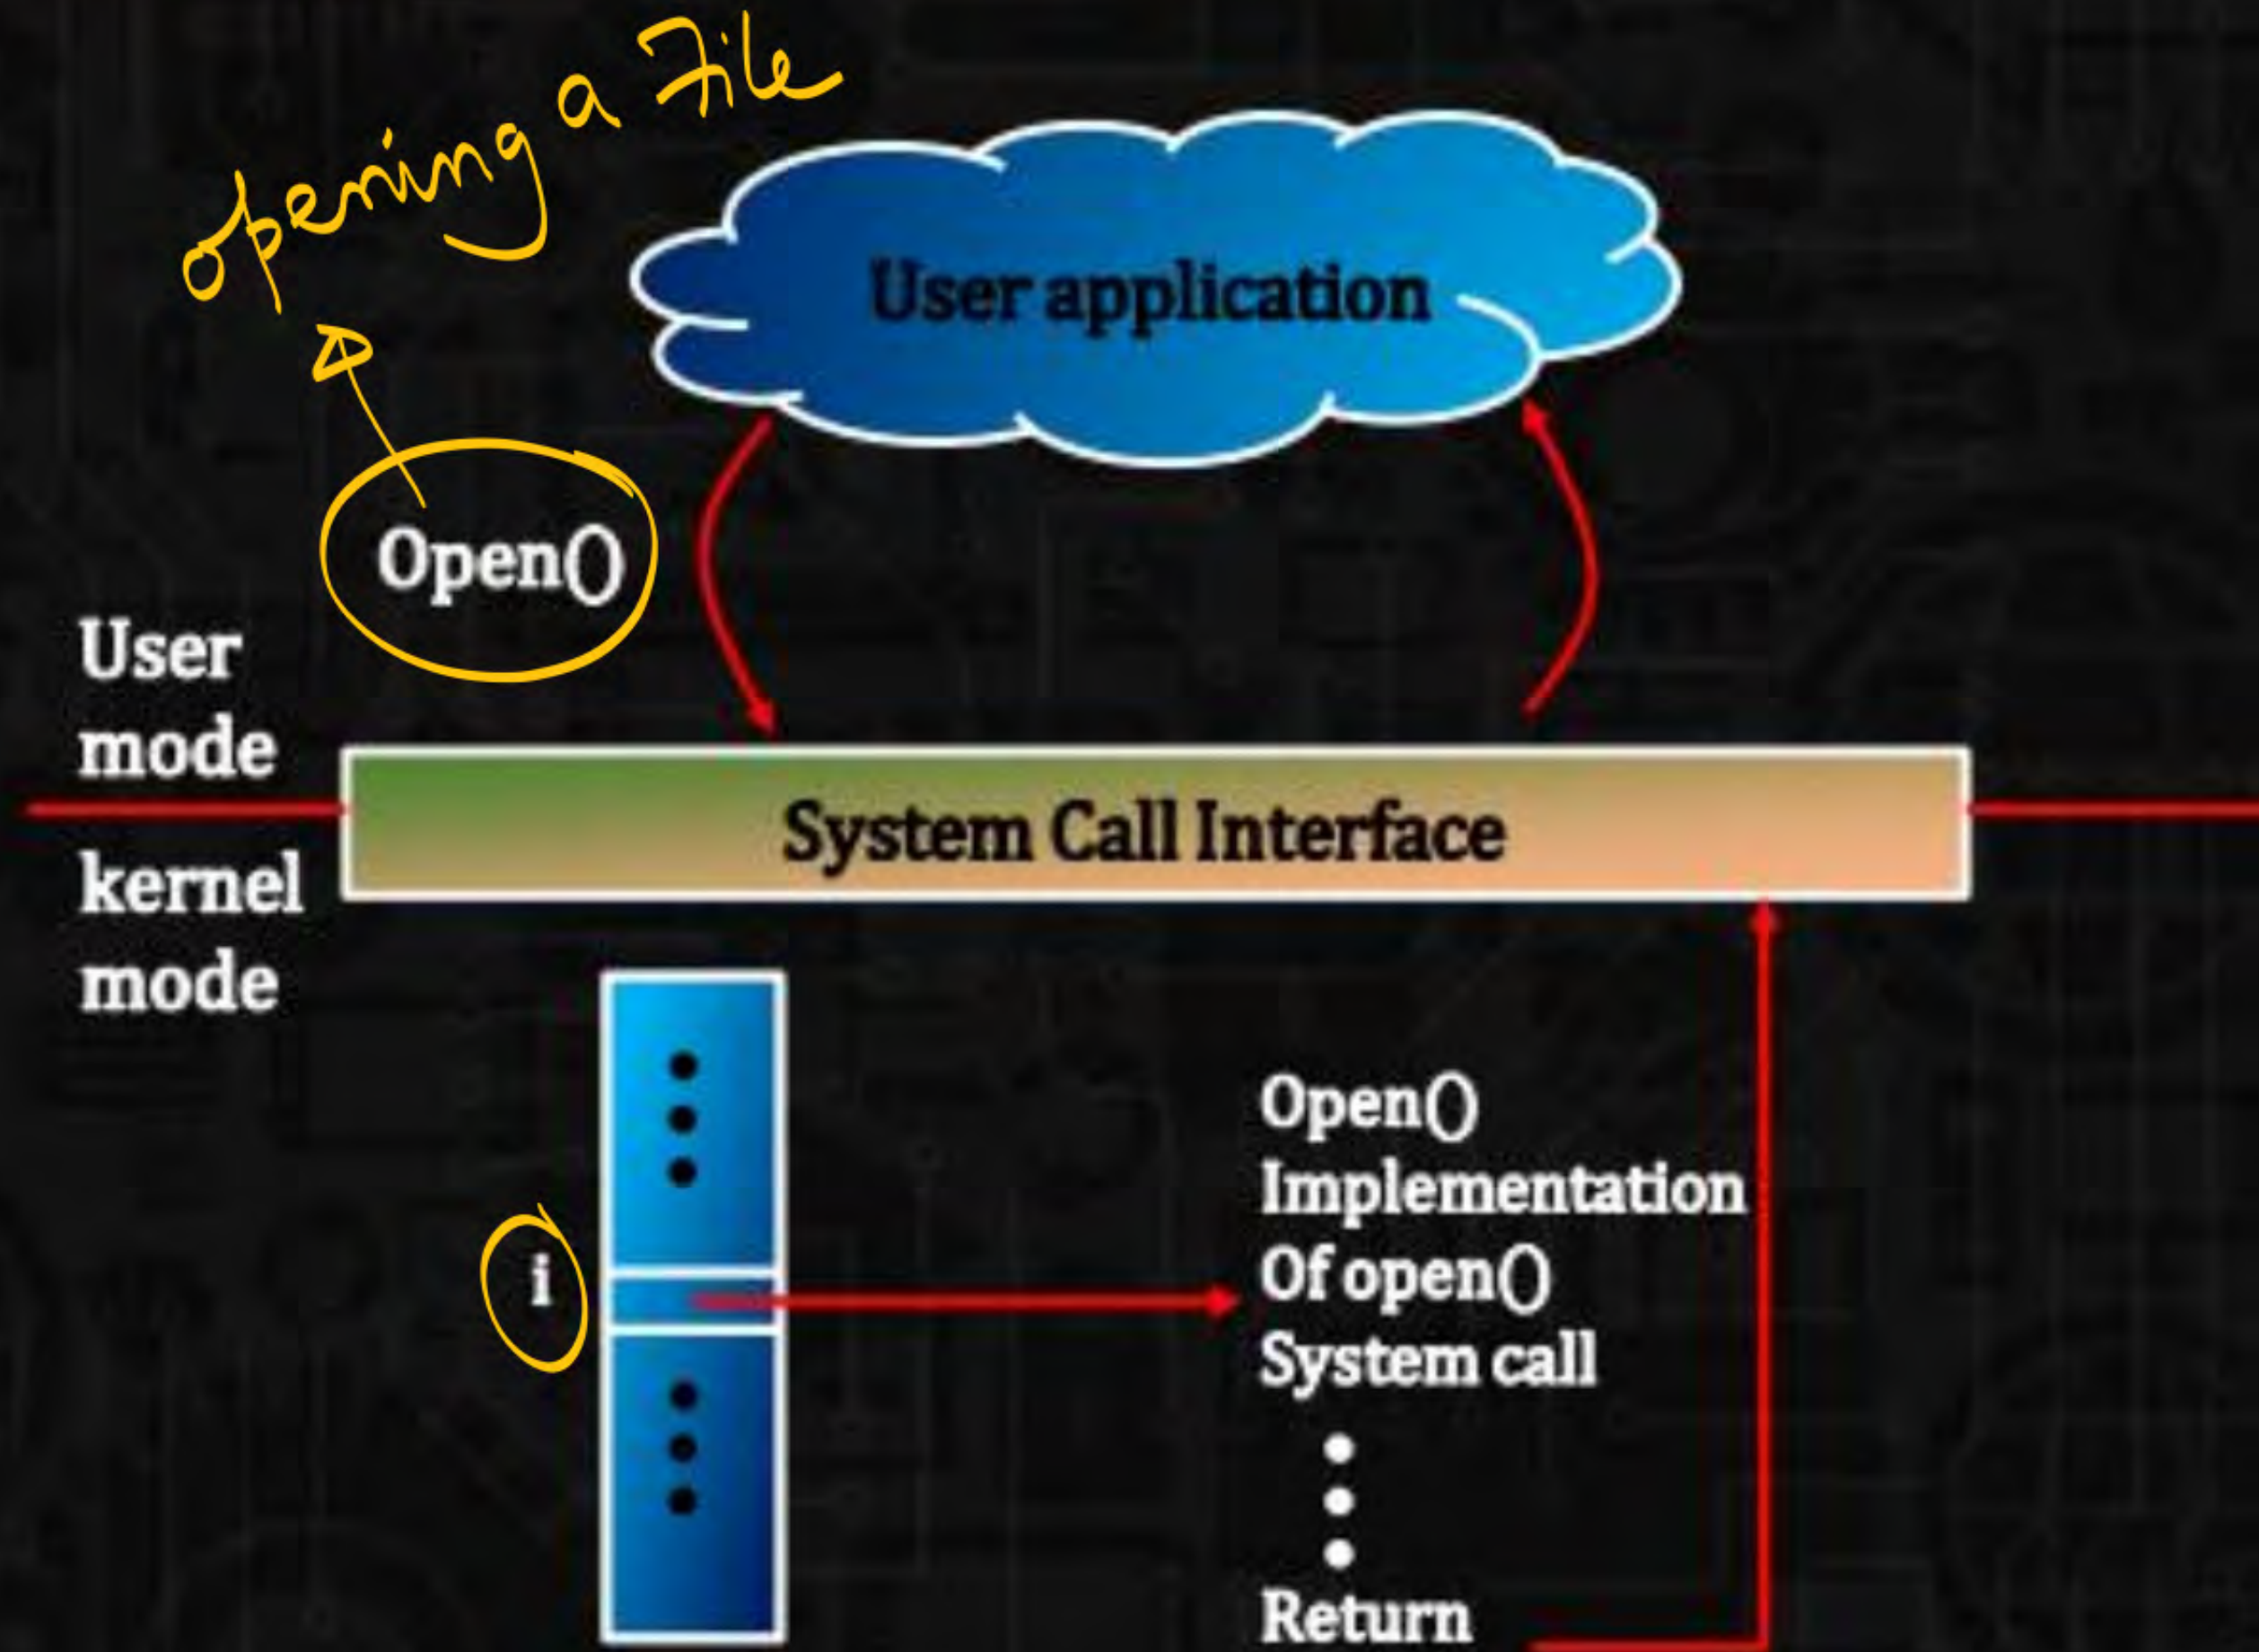 opening a File
User application
Open()
User
mode
System Call Interface
kernel
mode
i
Open()
Implementation
Of open()
System call
Return